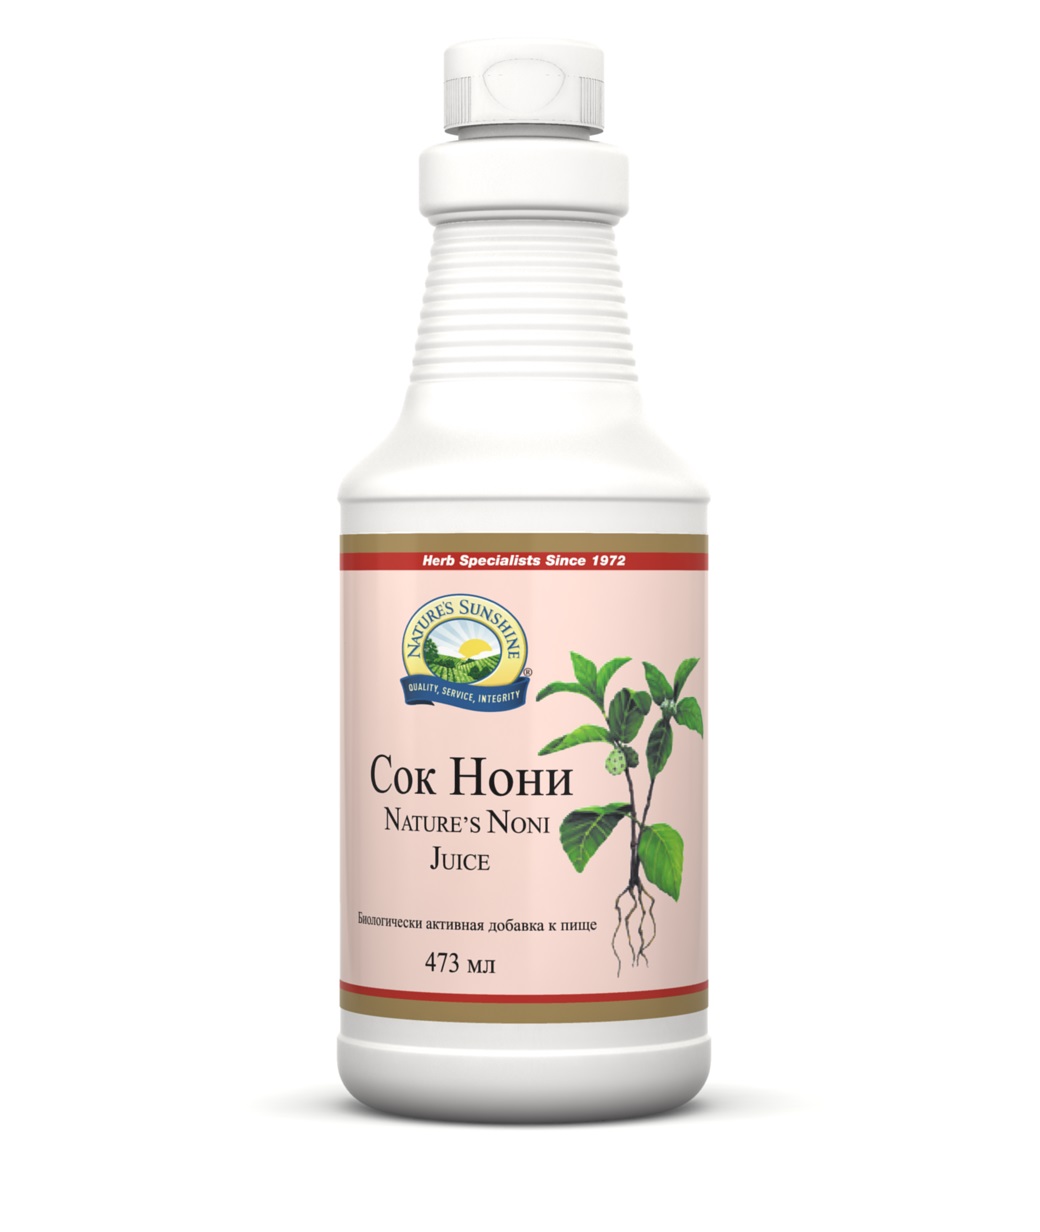 Herb Specialists Since 1972
NATURE'S SUNSHINE
®
QUALITY, SERVICE, INTEGRITY
Сок Нони
NATURE'S NONI
JUICE
Биологически активная добавка к пище
473 мл